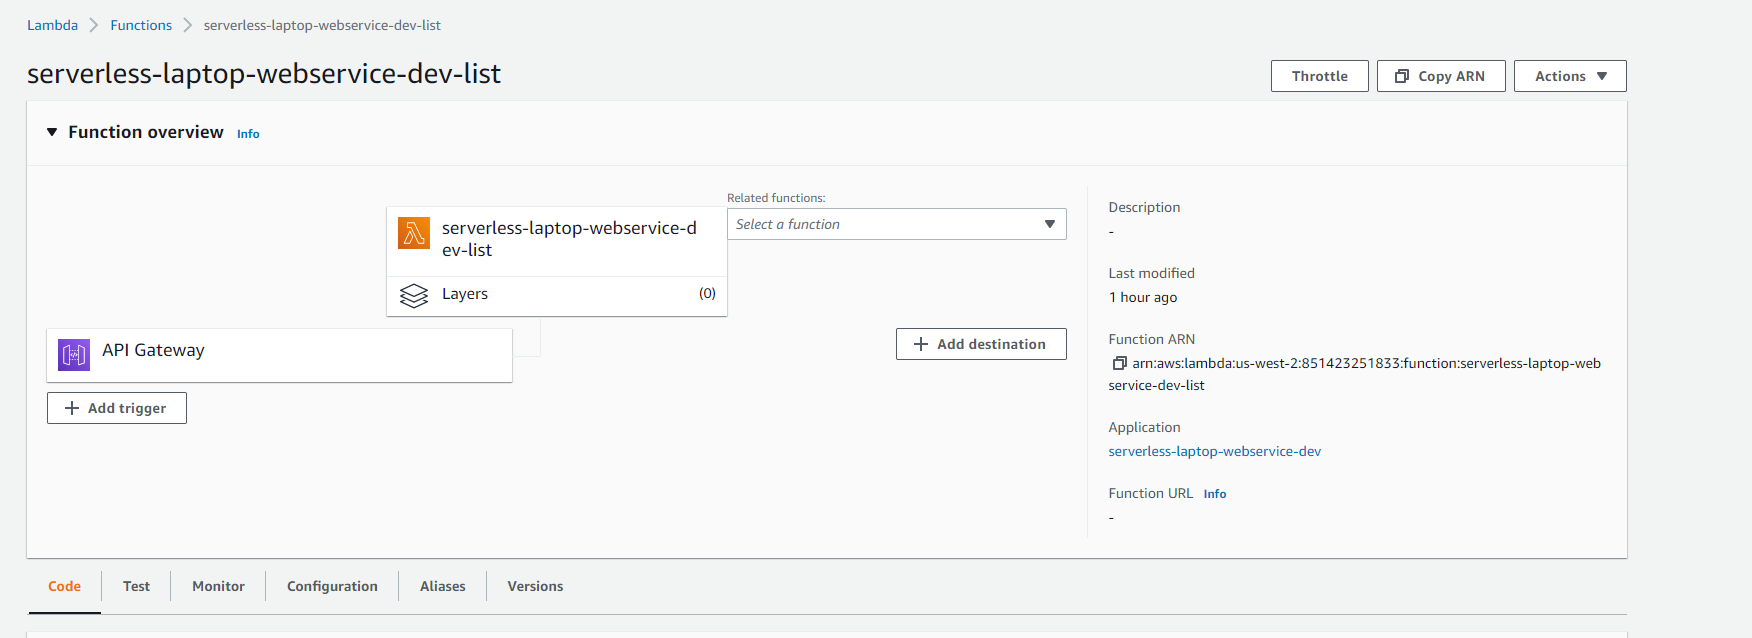 Lambda > Functions > serverless-laptop-webservice-dev-list
serverless-laptop-webservice-dev-list
Throttle
Copy ARN
Actions
Function overview Info
Related functions:
Select a function
serverless-laptop-webservice-d
ev-list
Layers (0)
API Gateway
Add trigger
Add destination
Description
-
Last modified
1 hour ago
Function ARN
arn:aws:lambda:us-west-2:851423251833:function:serverless-laptop-web
service-dev-list
Application
serverless-laptop-webservice-dev
Function URL Info
-
Code
Test
Monitor
Configuration
Aliases
Versions